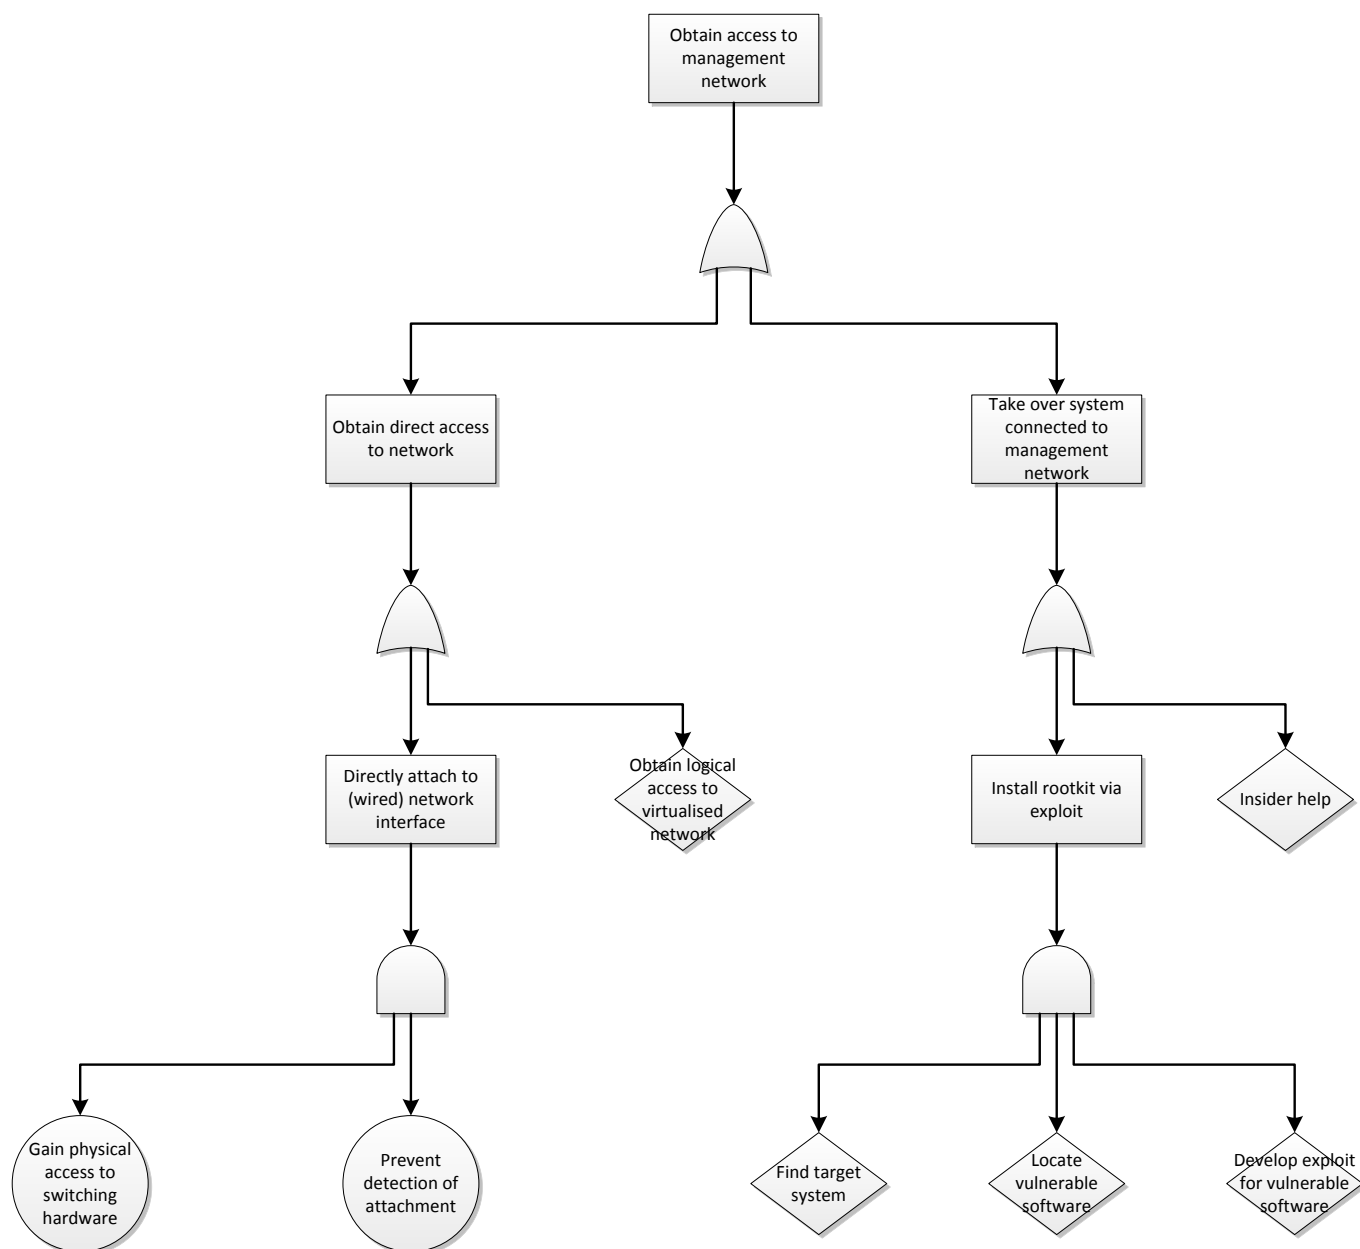 Obtain access to
management
network
Obtain direct access
to network
Take over system
connected to
management
network
Directly attach to
(wired) network
interface
Obtain logical
access to
virtualised
network
Install rootkit via
exploit
Insider help
Gain physical
access to
switching
hardware
Prevent
detection of
attachment
Find target
system
Locate
vulnerable
software
Develop exploit
for vulnerable
software